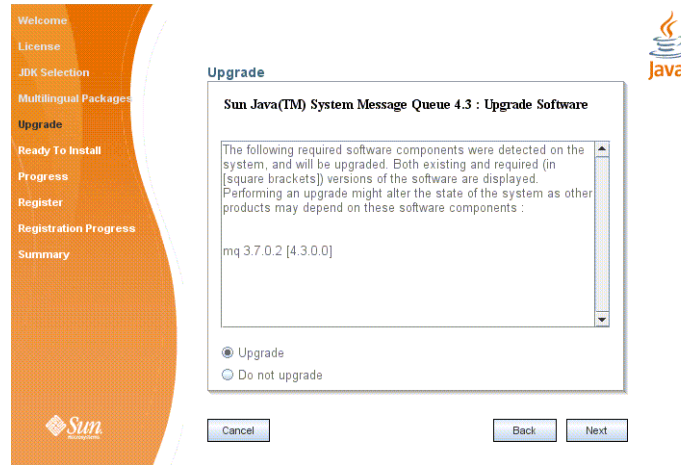 Welcome
License
JDK Selection
Multilingual Packages
Upgrade
Ready To Install
Progress
Register
Registration Progress
Summary
Sun
microsystems
Java
Upgrade
Sun Java(TM) System Message Queue 4.3 : Upgrade Software
The following required software components were detected on the
system, and will be upgraded. Both existing and required (in
[square brackets]) versions of the software are displayed.
Performing an upgrade might alter the state of the system as other
products may depend on these software components :
mq 3.7.0.2 [4.3.0.0]
Upgrade
Do not upgrade
Cancel
Back
Next